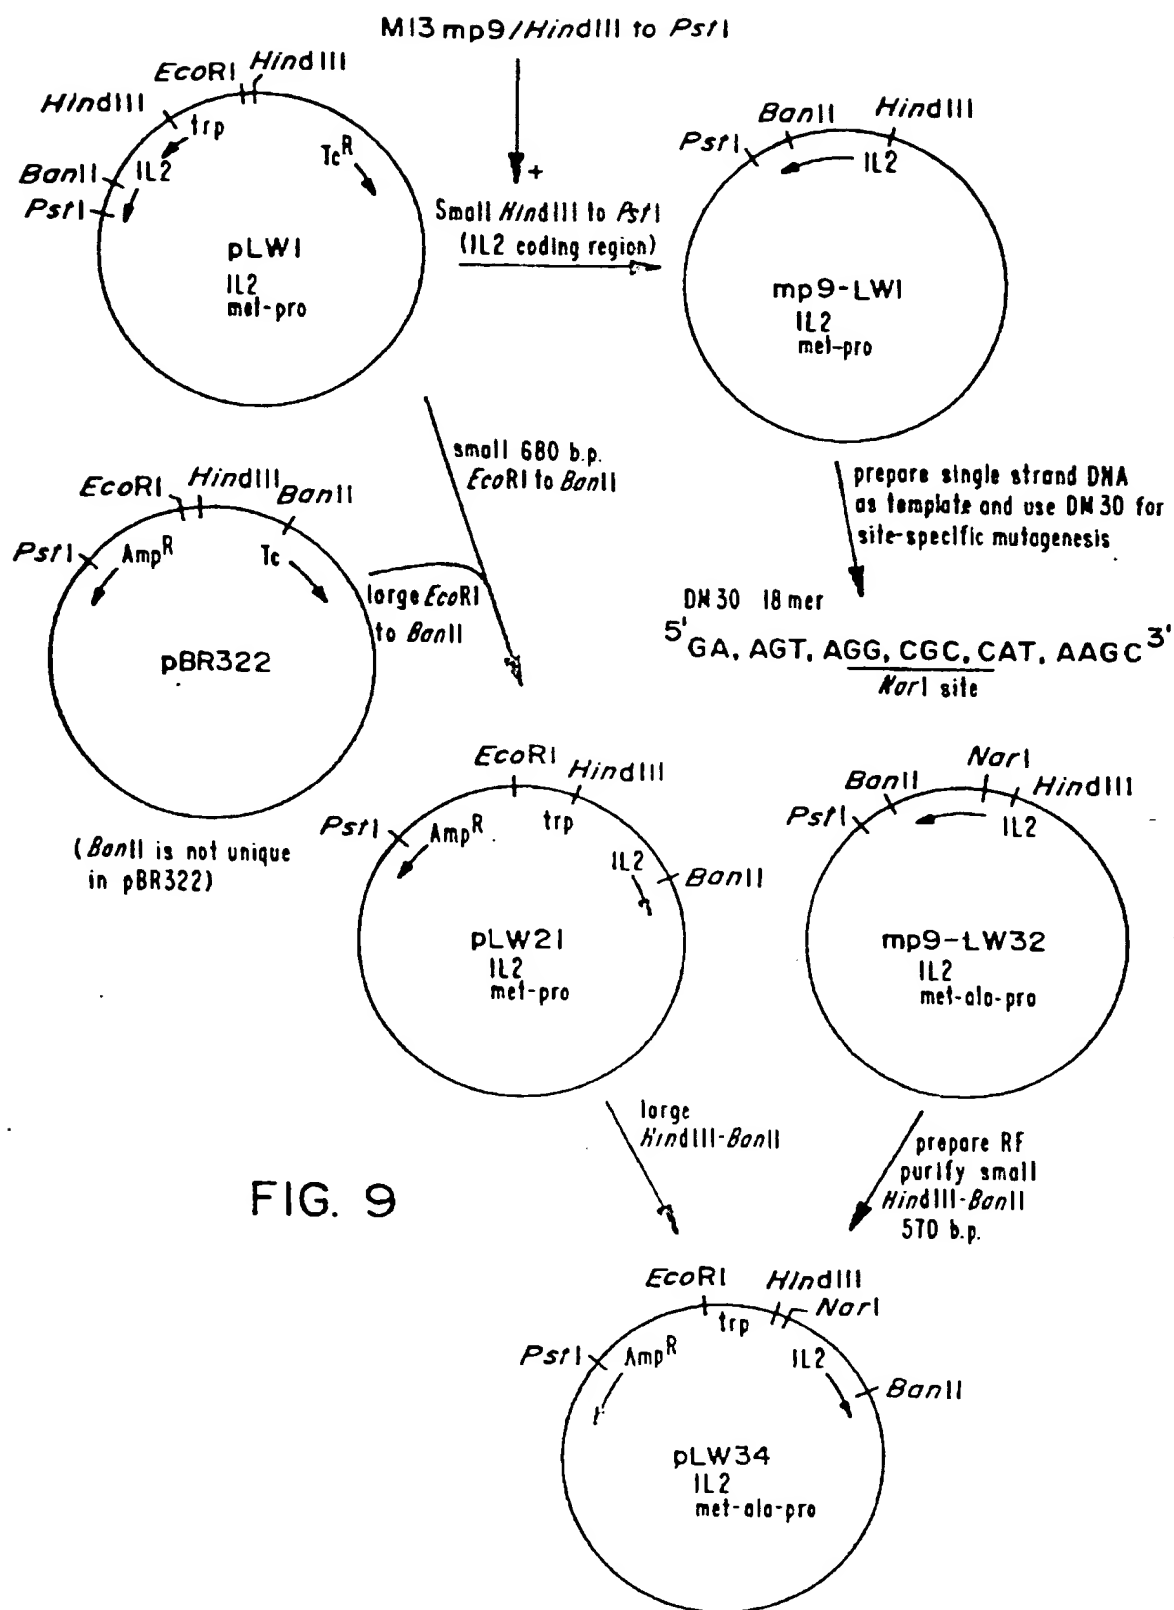 M13 mp9/HindIII to PstI
EcoRI
HindIII
HindIII
trp
IL2
BanII
PstI
TcR
pLW1
IL2
met-pro
+
Small HindIII to PstI
(IL2 coding region)
PstI
BanII
HindIII
IL2
mp9-LW1
IL2
met-pro
small 680 b.p.
EcoRI to BanII
prepare single strand DNA
as template and use DM30 for
site-specific mutagenesis
EcoRI
HindIII
BanII
PstI
AmpR
Tc
pBR322
large EcoRI
to BanII
(BanII is not unique
in pBR322)
DM30 18mer
5' GA, AGT, AGG, CGC, CAT, AAGC 3'
NarI site
EcoRI
HindIII
PstI
AmpR
trp
IL2
BanII
pLW21
IL2
met-pro
NarI
BanII
HindIII
PstI
IL2
mp9-LW32
IL2
met-ala-pro
large
HindIII-BanII
prepare RF
purify small
HindIII-BanII
570 b.p.
FIG. 9
EcoRI
HindIII
NarI
trp
PstI
AmpR
IL2
BanII
pLW34
IL2
met-ala-pro